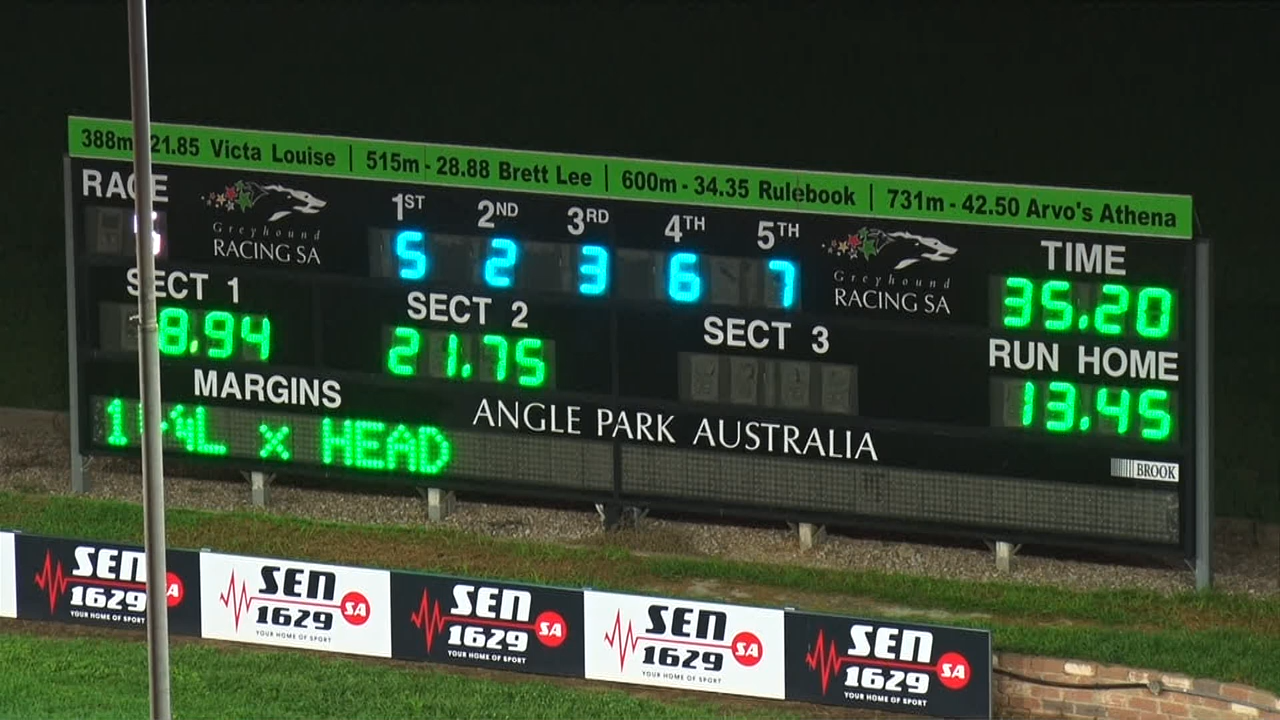 388m 21.85 Victa Louise | 515m - 28.88 Brett Lee | 600m - 34.35 Rulebook | 731m - 42.50 Arvo's Athena
RACE
Greyhound
RACING SA
1ST 2ND 3RD 4TH 5TH
5 2 3 6 7
Greyhound
RACING SA
TIME
35.20
SECT 1
8.94
SECT 2
21.75
SECT 3
RUN HOME
13.45
MARGINS
x HEAD
ANGLE PARK AUSTRALIA
BROOK
SEN
1629
SA
YOUR HOME OF SPORT
SEN
1629
SA
YOUR HOME OF SPORT
SEN
1629
SA
YOUR HOME OF SPORT
SEN
1629
SA
YOUR HOME OF SPORT
SEN
1629
SA
YOUR HOME OF SPORT